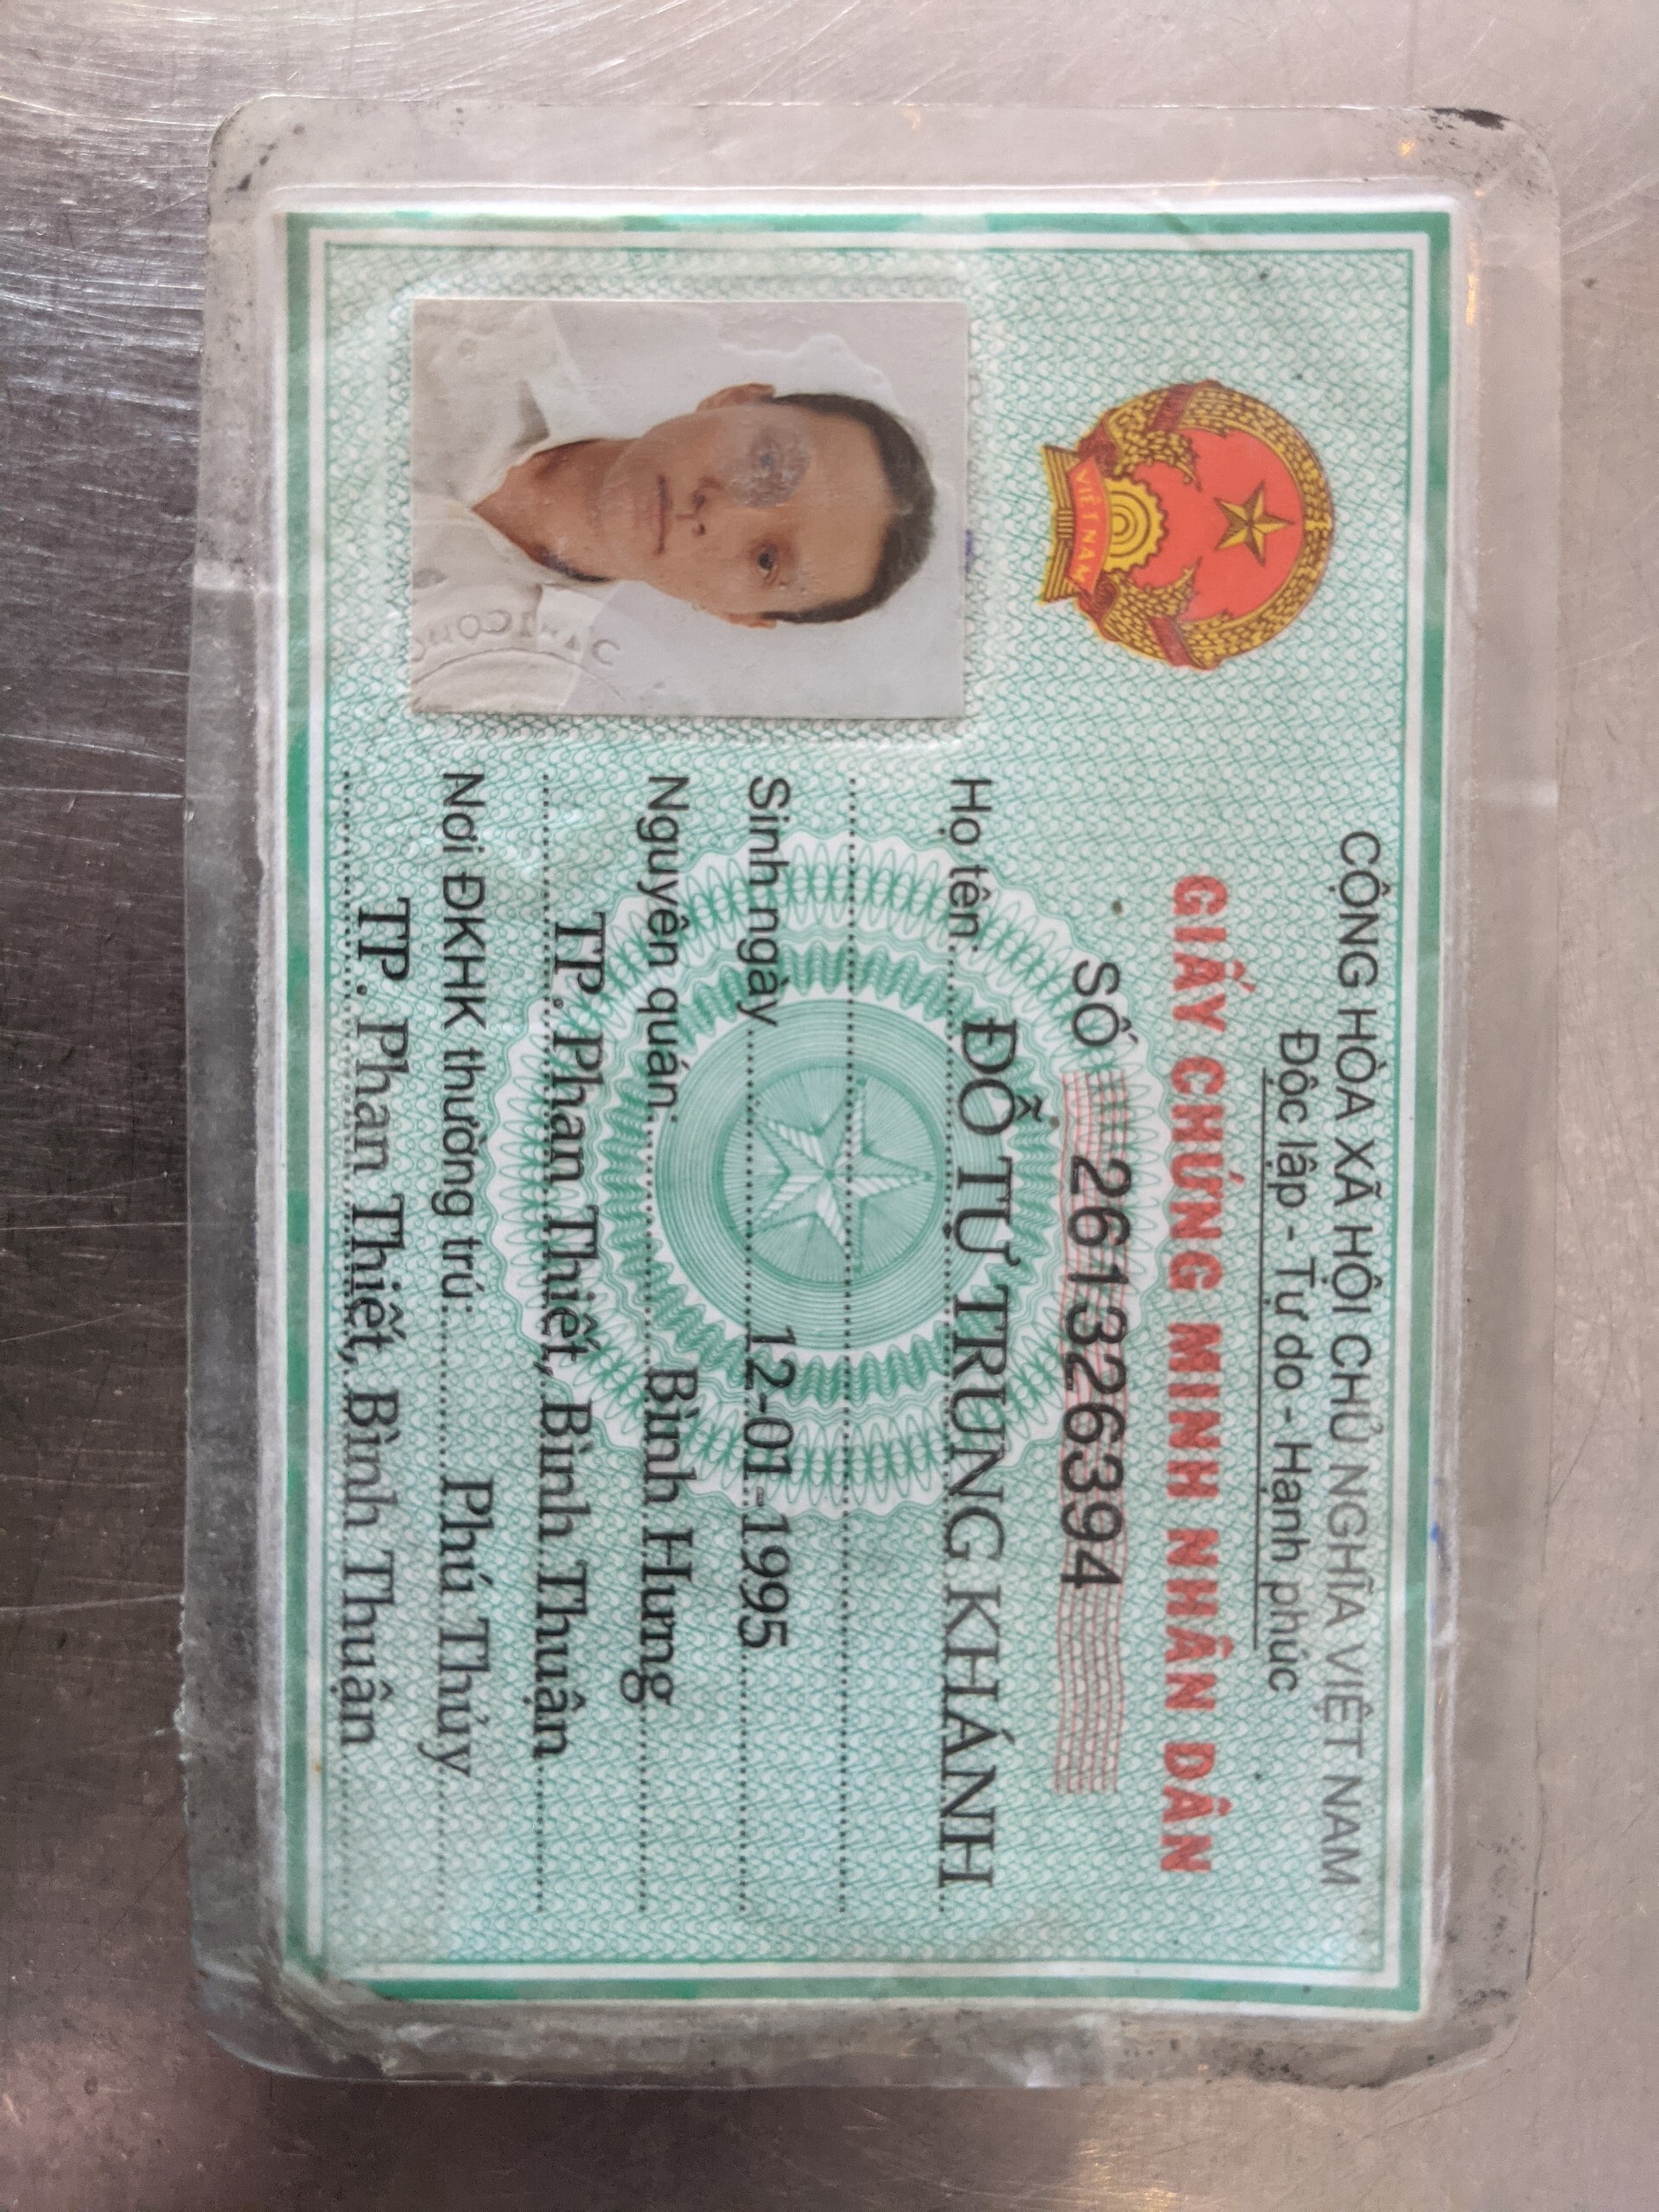 CỘNG HÒA XÃ HỘI CHỦ NGHĨA VIỆT NAM
Độc lập - Tự do - Hạnh phúc
GIẤY CHỨNG MINH NHÂN DÂN
SỐ 261326394
Họ tên: ĐỖ TỰ TRUNG KHÁNH
Sinh ngày 12-01-1995
Nguyên quán: Bình Hưng
TP. Phan Thiết, Bình Thuận
Nơi ĐKHK thường trú: Phú Thủy
TP. Phan Thiết, Bình Thuận
VIỆT NAM